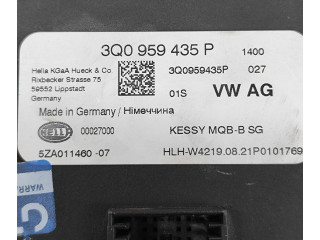 3Q0 959 435 P 1400
Hella KGaA Hueck & Co
Rixbecker Strasse 75
59552 Lippstadt
Germany
3Q0959435P 027
01S VW AG
Made in Germany / Німеччина
HELLA 00027000
KESSY MQB-B SG
5ZA011460 -07
HLH-W4219.08.21P0101769